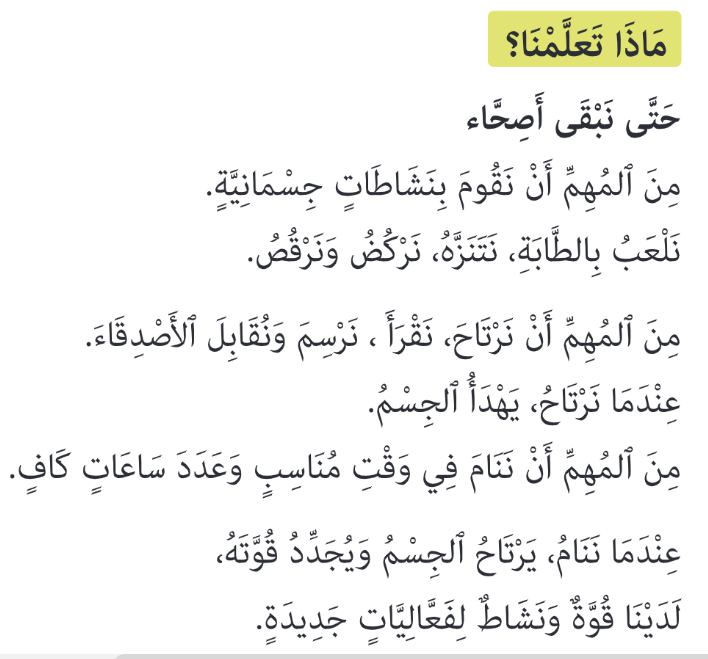 مَاذَا تَعَلَّمْنَا؟
حَتَّى نَبْقَى أَصِحَّاء
مِنَ ٱلمُهِمِّ أَنْ نَقُومَ بِنَشَاطَاتٍ جِسْمَانِيَّةٍ.
نَلْعَبُ بِالطَّابَةِ، نَتَنَزَّهُ، نَرْكُضُ وَنَرْقُصُ.
مِنَ ٱلمُهِمِّ أَنْ نَرْتَاحَ، نَقْرَأَ ، نَرْسِمَ وَنُقَابِلَ ٱلأَصْدِقَاءَ.
عِنْدَمَا نَرْتَاحُ، يَهْدَأُ ٱلجِسْمُ.
مِنَ ٱلمُهِمِّ أَنْ نَنَامَ فِي وَقْتٍ مُنَاسِبٍ وَعَدَدَ سَاعَاتٍ كَافٍ.
عِنْدَمَا نَنَامُ، يَرْتَاحُ ٱلجِسْمُ وَيُجَدِّدُ قُوَّتَهُ،
لَدَيْنَا قُوَّةٌ وَنَشَاطٌ لِفَعَّالِيَّاتٍ جَدِيدَةٍ.